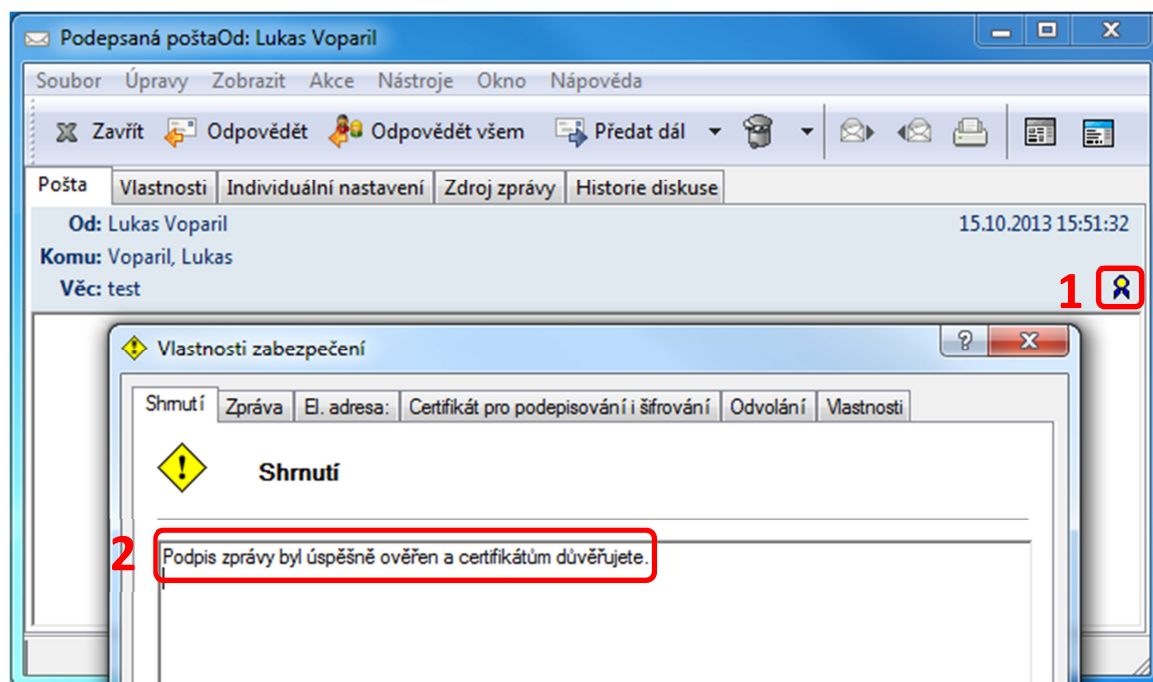 Podepsaná poštaOd: Lukas Voparil
Soubor Úpravy Zobrazit Akce Nástroje Okno Nápověda
Zavřít Odpovědět Odpovědět všem Předat dál
Pošta Vlastnosti Individuální nastavení Zdroj zprávy Historie diskuse
Od: Lukas Voparil 15.10.2013 15:51:32
Komu: Voparil, Lukas
Věc: test
1
Vlastnosti zabezpečení
Shrnutí Zpráva El. adresa: Certifikát pro podepisování i šifrování Odvolání Vlastnosti
Shrnutí
2
Podpis zprávy byl úspěšně ověřen a certifikátům důvěřujete.